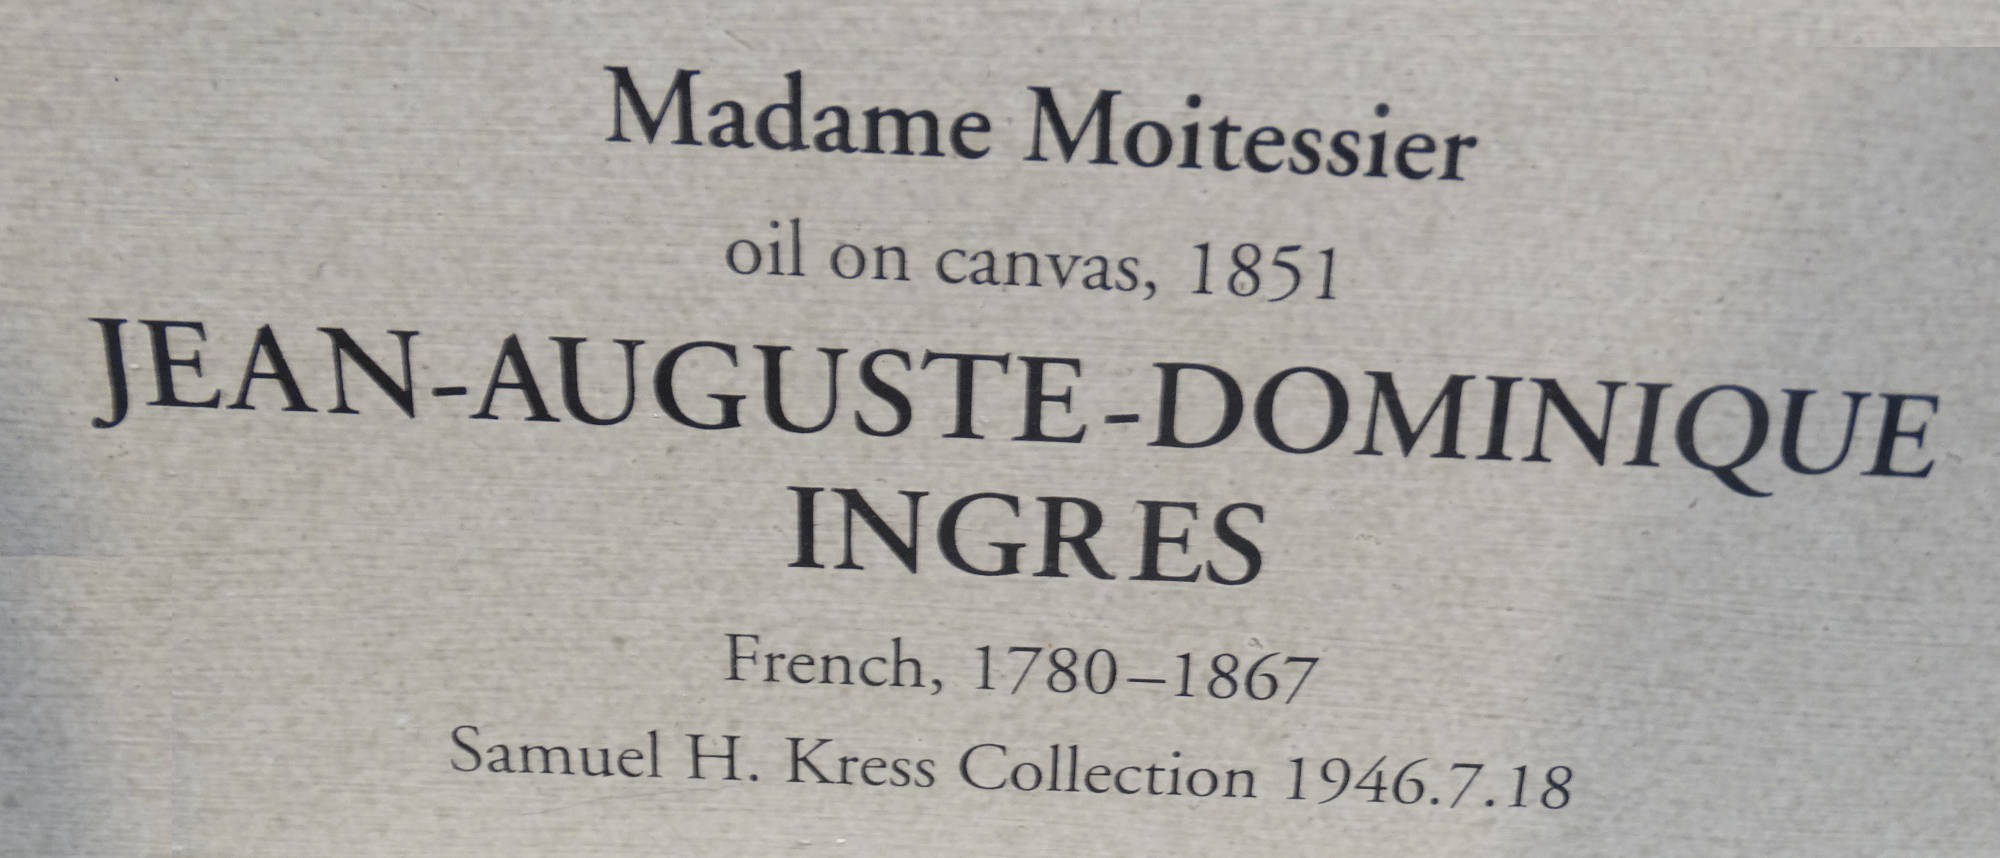 Madame Moitessier
oil on canvas, 1851
JEAN-AUGUSTE-DOMINIQUE
INGRES
French, 1780–1867
Samuel H. Kress Collection 1946.7.18